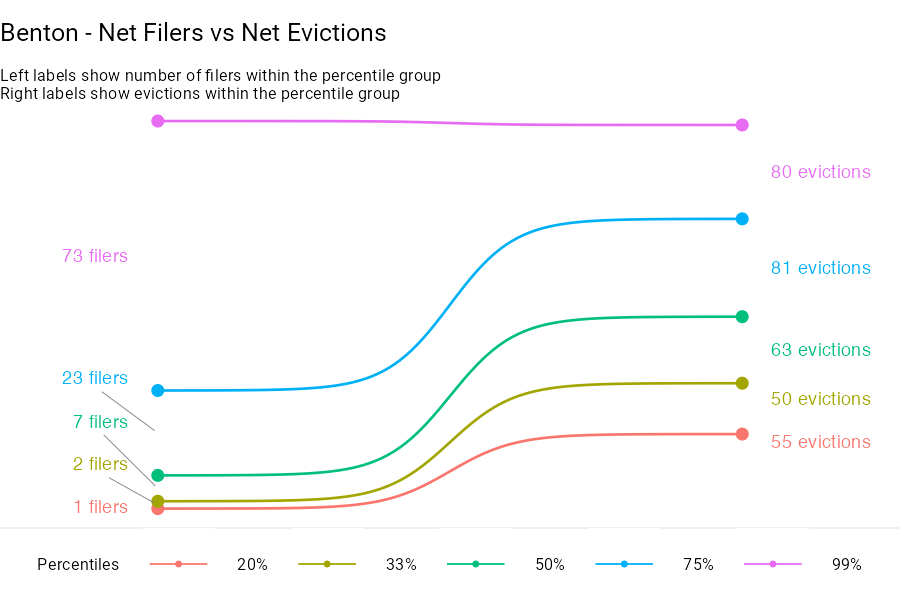 Benton - Net Filers vs Net Evictions
Left labels show number of filers within the percentile group
Right labels show evictions within the percentile group
80 evictions
73 filers
81 evictions
63 evictions
23 filers
50 evictions
7 filers
55 evictions
2 filers
1 filers
Percentiles 20% 33% 50% 75% 99%